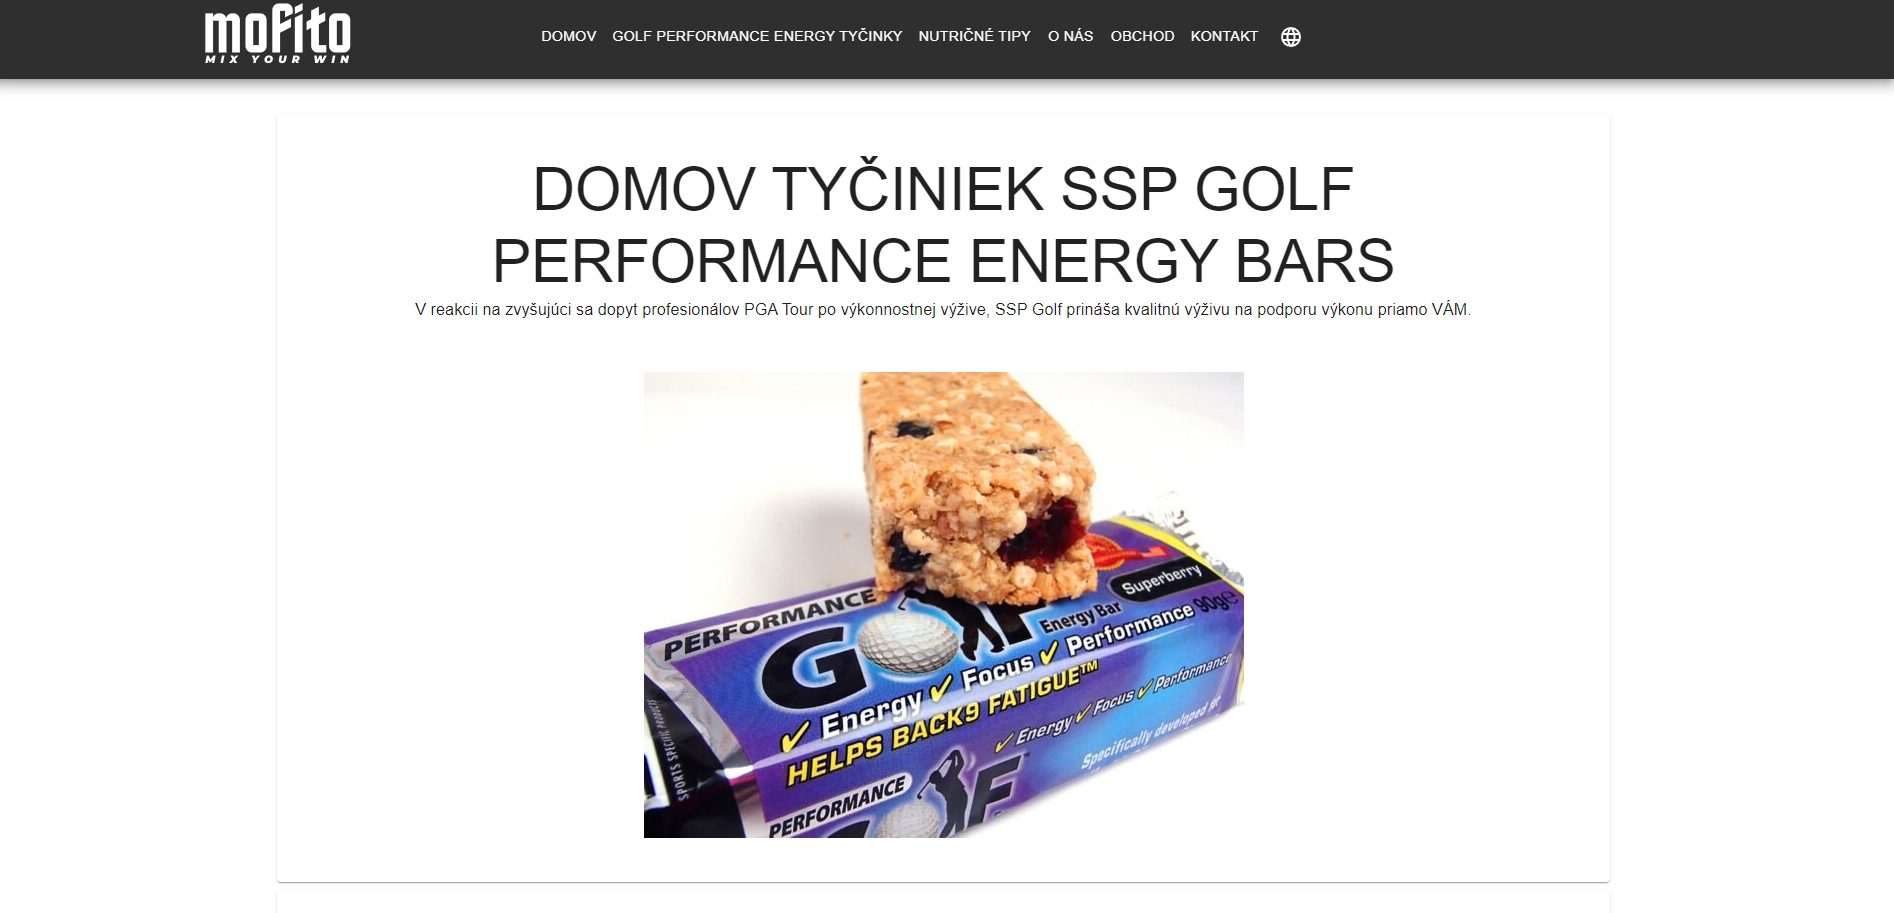 mofito
MIX YOUR WIN
DOMOV GOLF PERFORMANCE ENERGY TYČINKY NUTRIČNÉ TIPY O NÁS OBCHOD KONTAKT
DOMOV TYČINIEK SSP GOLF
PERFORMANCE ENERGY BARS
V reakcii na zvyšujúci sa dopyt profesionálov PGA Tour po výkonnostnej výžive, SSP Golf prináša kvalitnú výživu na podporu výkonu priamo VÁM.
Superberry
PERFORMANCE
GOLF
Energy Bar
90g℮
✓ Energy ✓ Focus ✓ Performance
HELPS BACK9 FATIGUE™
✓ Energy ✓ Focus ✓ Performance
Specifically developed for
SPORTS SPECIFIC PRODUCTS
PERFORMANCE
GOLF